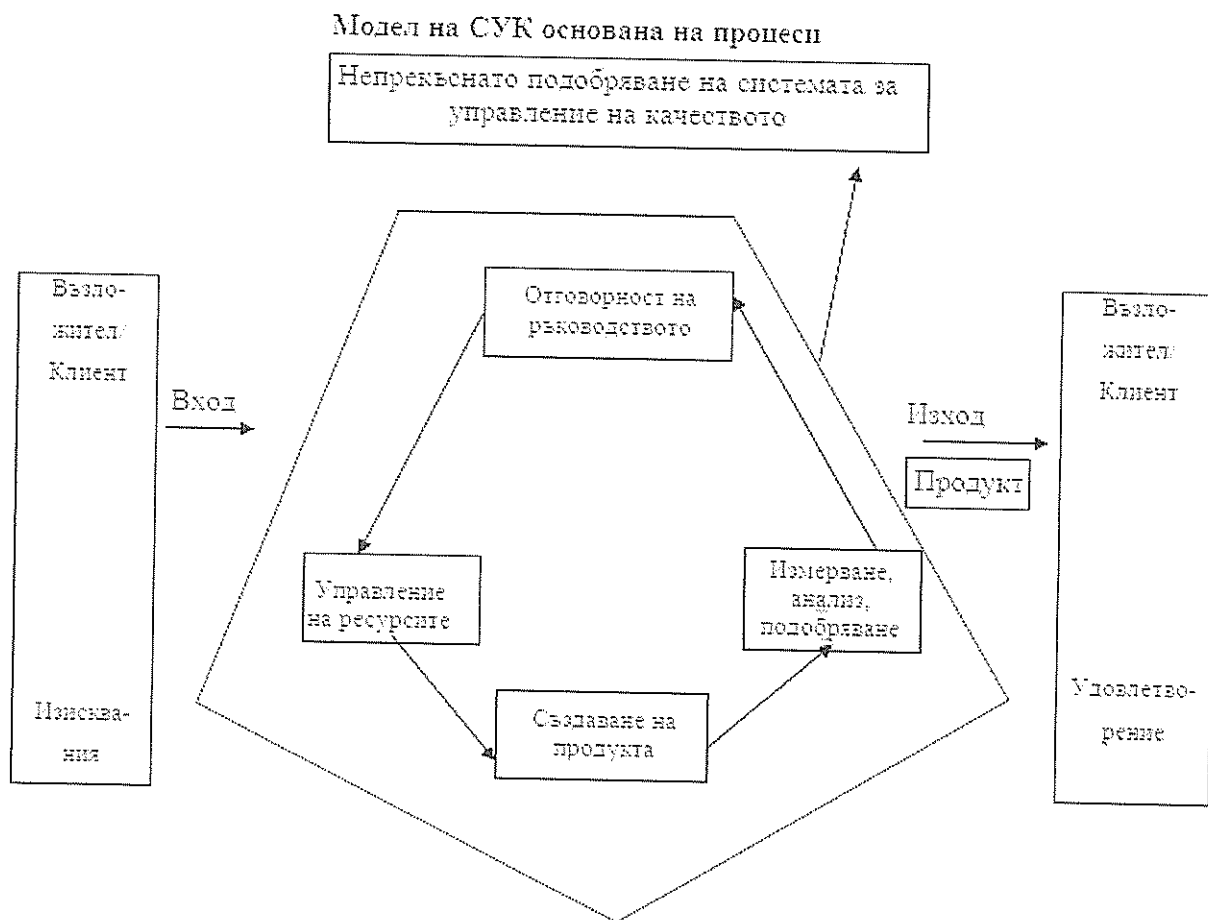 Модел на СУК основана на процеси
Непрекъснато подобряване на системата за
управление на качеството
Възло-
жител/
Клиент
Изисква-
ния
Вход
Отговорност на
ръководството
Управление
на ресурсите
Създаване на
продукта
Измерване,
анализ,
подобряване
Изход
Продукт
Възло-
жител/
Клиент
Удовлетво-
рение